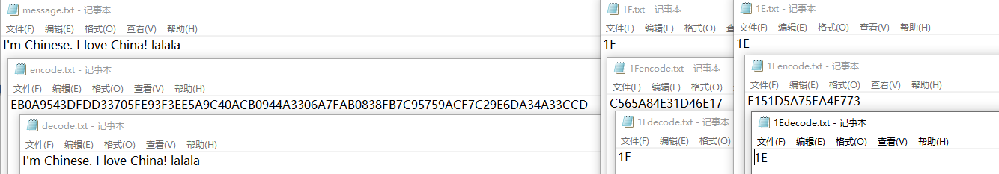 message.txt - 记事本
文件(F) 编辑(E) 格式(O) 查看(V) 帮助(H)
I'm Chinese. I love China! lalala
encode.txt - 记事本
文件(F) 编辑(E) 格式(O) 查看(V) 帮助(H)
EB0A9543DFDD33705FE93F3EE5A9C40ACB0944A3306A7FAB0838FB7C95759ACF7C29E6DA34A33CCD
decode.txt - 记事本
文件(F) 编辑(E) 格式(O) 查看(V) 帮助(H)
I'm Chinese. I love China! lalala
1F.txt - 记事本
文件(F) 编辑(E) 格式(O) 查
1F
1Fencode.txt - 记事本
文件(F) 编辑(E) 格式(O)
C565A84E31D46E17
1Fdecode.txt - 记事本
文件(F) 编辑(E) 格式(O)
1F
1E.txt - 记事本
文件(F) 编辑(E) 格式(O) 查看(V) 帮助(H)
1E
1Eencode.txt - 记事本
文件(F) 编辑(E) 格式(O) 查看(V) 帮助(H)
F151D5A75EA4F773
1Edecode.txt - 记事本
文件(F) 编辑(E) 格式(O) 查看(V) 帮助(H)
1E